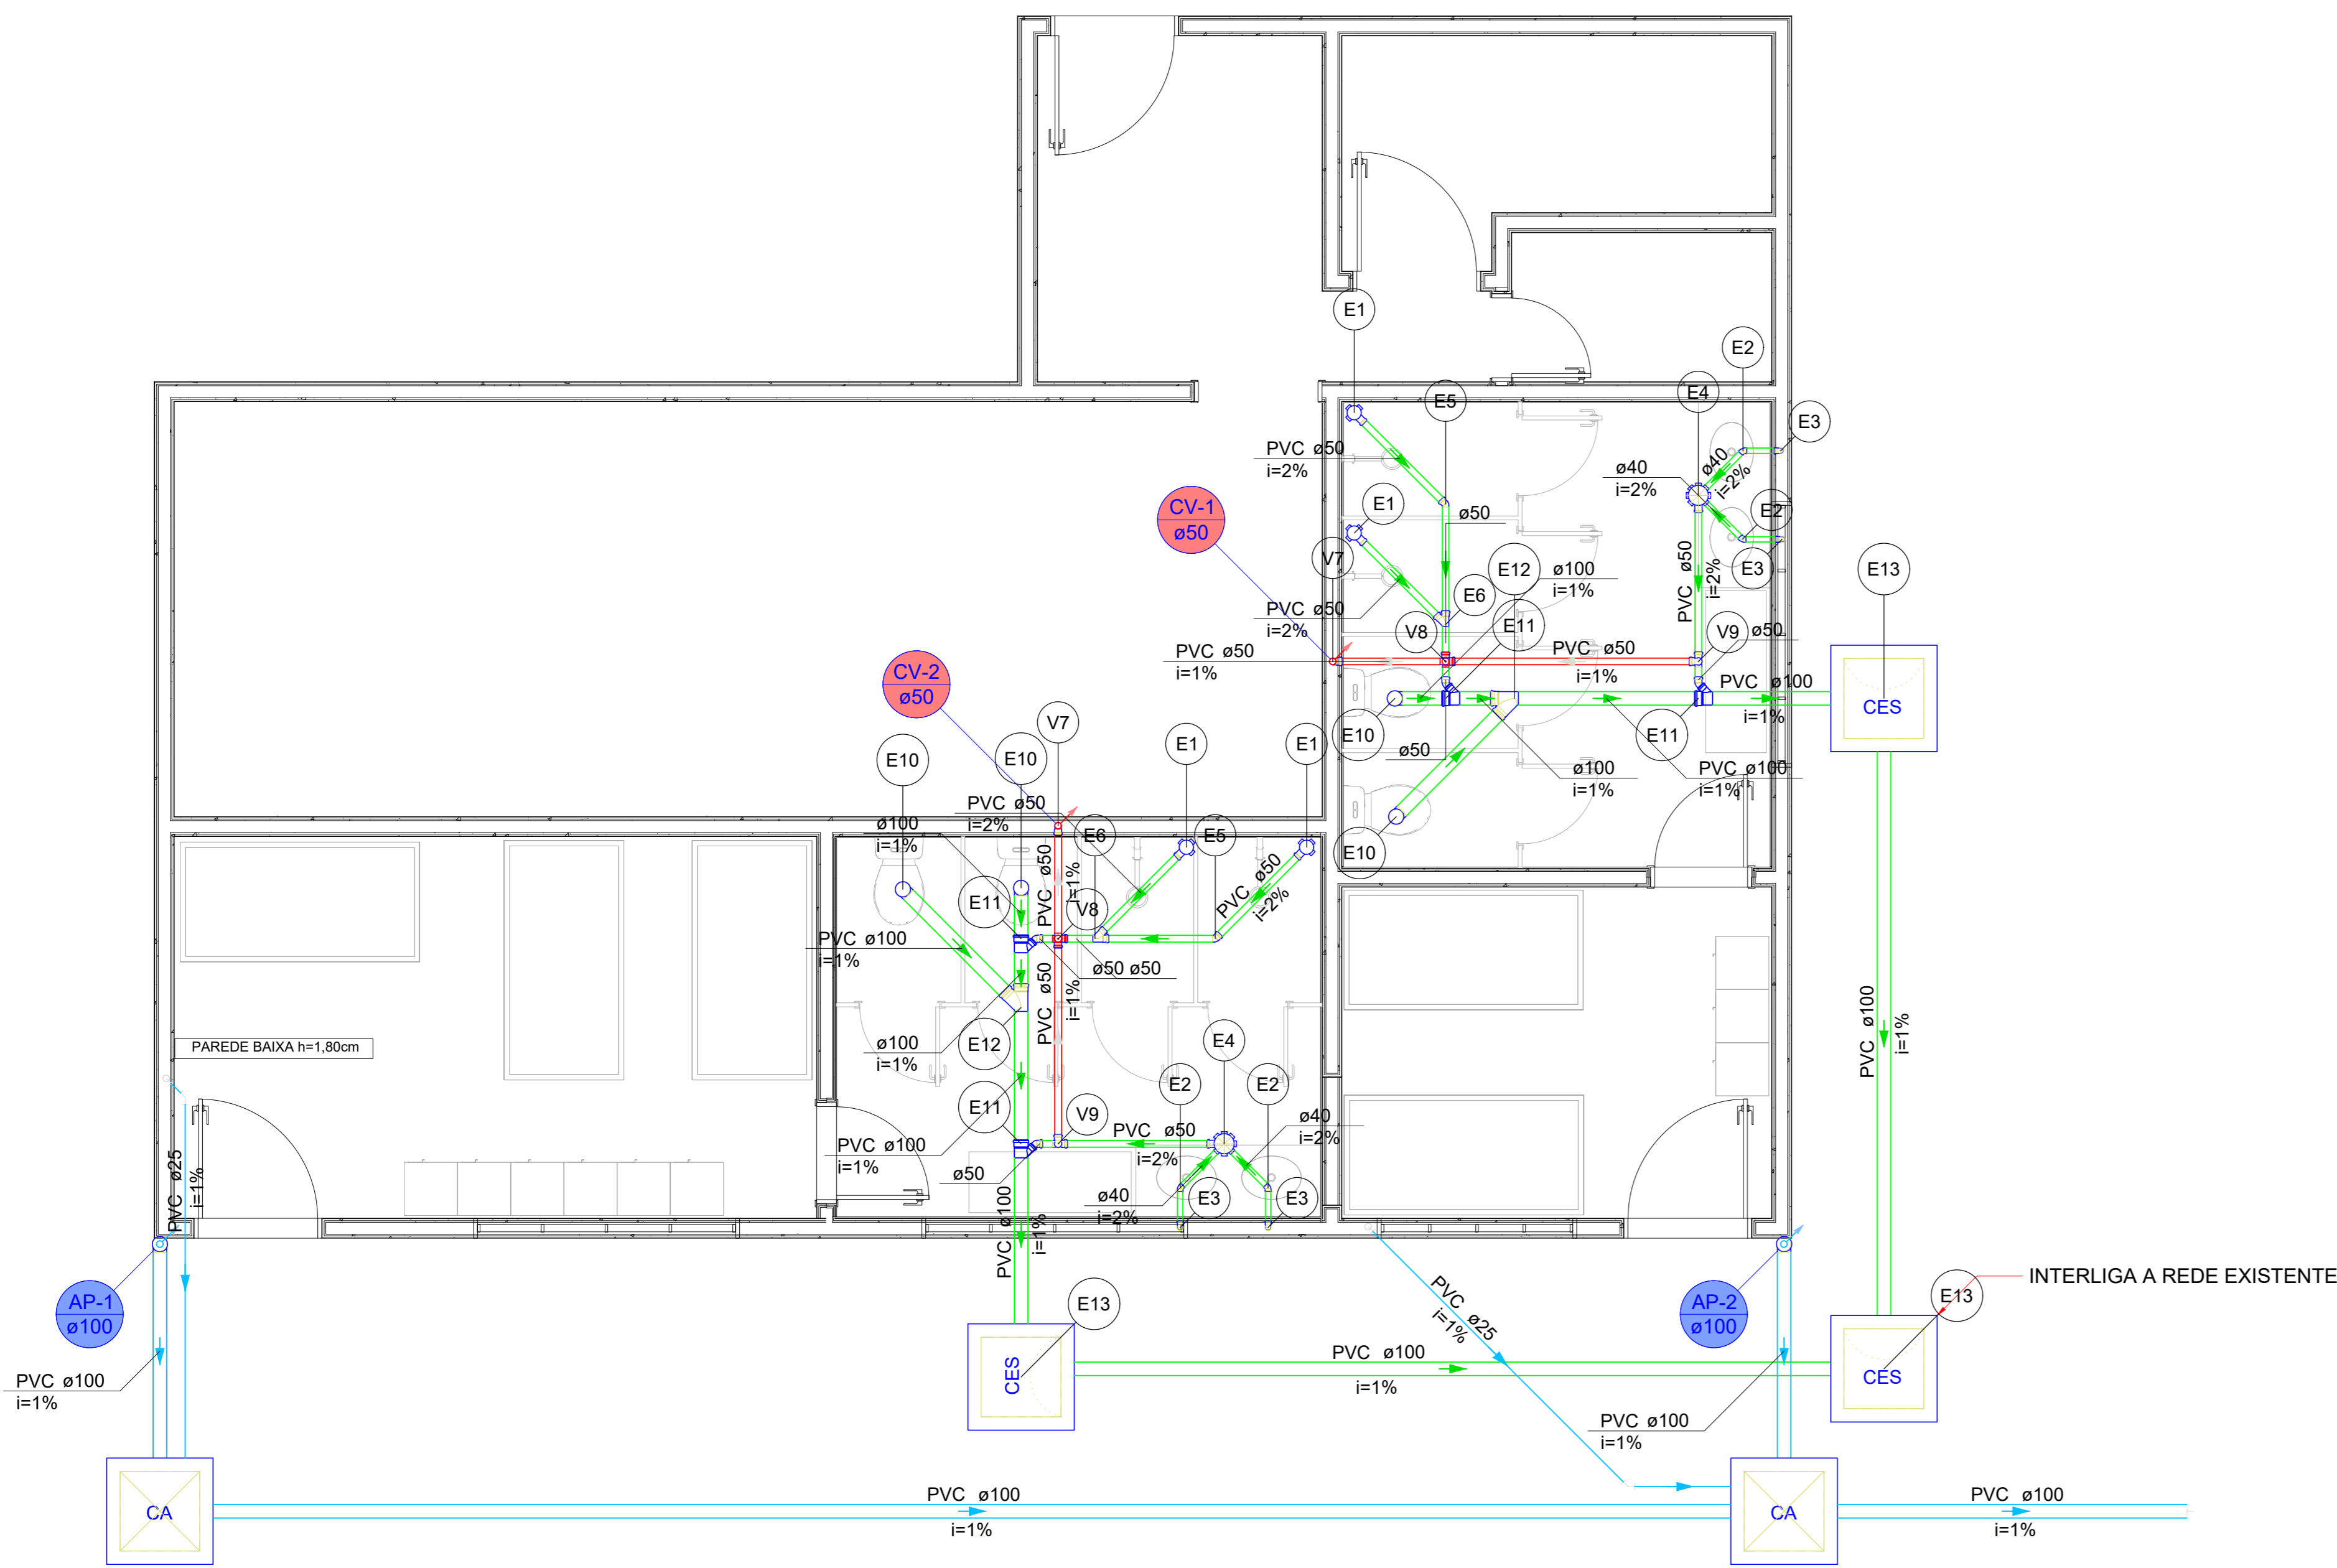 E1
E2
E4
E5
E3
PVC ø50
i=2%
ø40
i=2%
ø40
i=2%
CV-1
ø50
E1
ø50
E2
V7
E12
ø100
i=1%
PVC ø50
i=2%
E3
E13
E6
PVC ø50
i=2%
E11
V8
V9
ø50
PVC ø50
i=1%
PVC ø50
i=1%
CV-2
ø50
PVC ø100
i=1%
CES
V7
E10
E11
E10
E10
E1
E1
ø50
ø100
i=1%
PVC ø100
i=1%
PVC ø50
i=2%
ø100
i=1%
E6
E5
E10
PVC ø50
i=1%
PVC ø50
i=2%
E11
V8
PVC ø100
i=1%
ø50 ø50
PVC ø50
i=1%
PAREDE BAIXA h=1,80cm
ø100
i=1%
E12
E4
PVC ø100
i=1%
E2
E2
E11
V9
PVC ø50
i=2%
ø40
i=2%
PVC ø100
i=1%
ø50
PVC ø25
i=1%
ø40
i=2%
E3
E3
PVC ø100
i=1%
INTERLIGA A REDE EXISTENTE
AP-1
ø100
E13
PVC ø25
i=1%
AP-2
ø100
E13
PVC ø100
i=1%
CES
PVC ø100
i=1%
CES
PVC ø100
i=1%
CA
PVC ø100
i=1%
CA
PVC ø100
i=1%